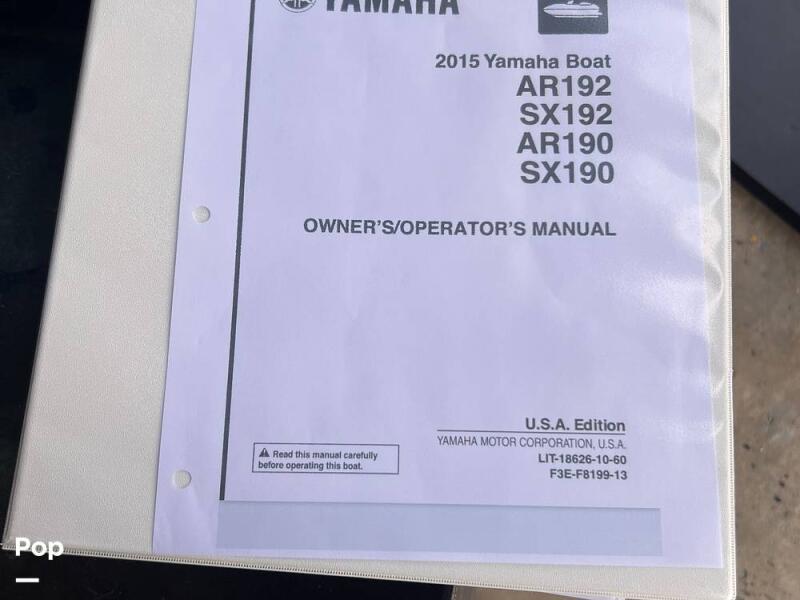 YAMAHA
2015 Yamaha Boat
AR192
SX192
AR190
SX190
OWNER'S/OPERATOR'S MANUAL
U.S.A. Edition
YAMAHA MOTOR CORPORATION, U.S.A.
LIT-18626-10-60
F3E-F8199-13
Read this manual carefully
before operating this boat.
Pop